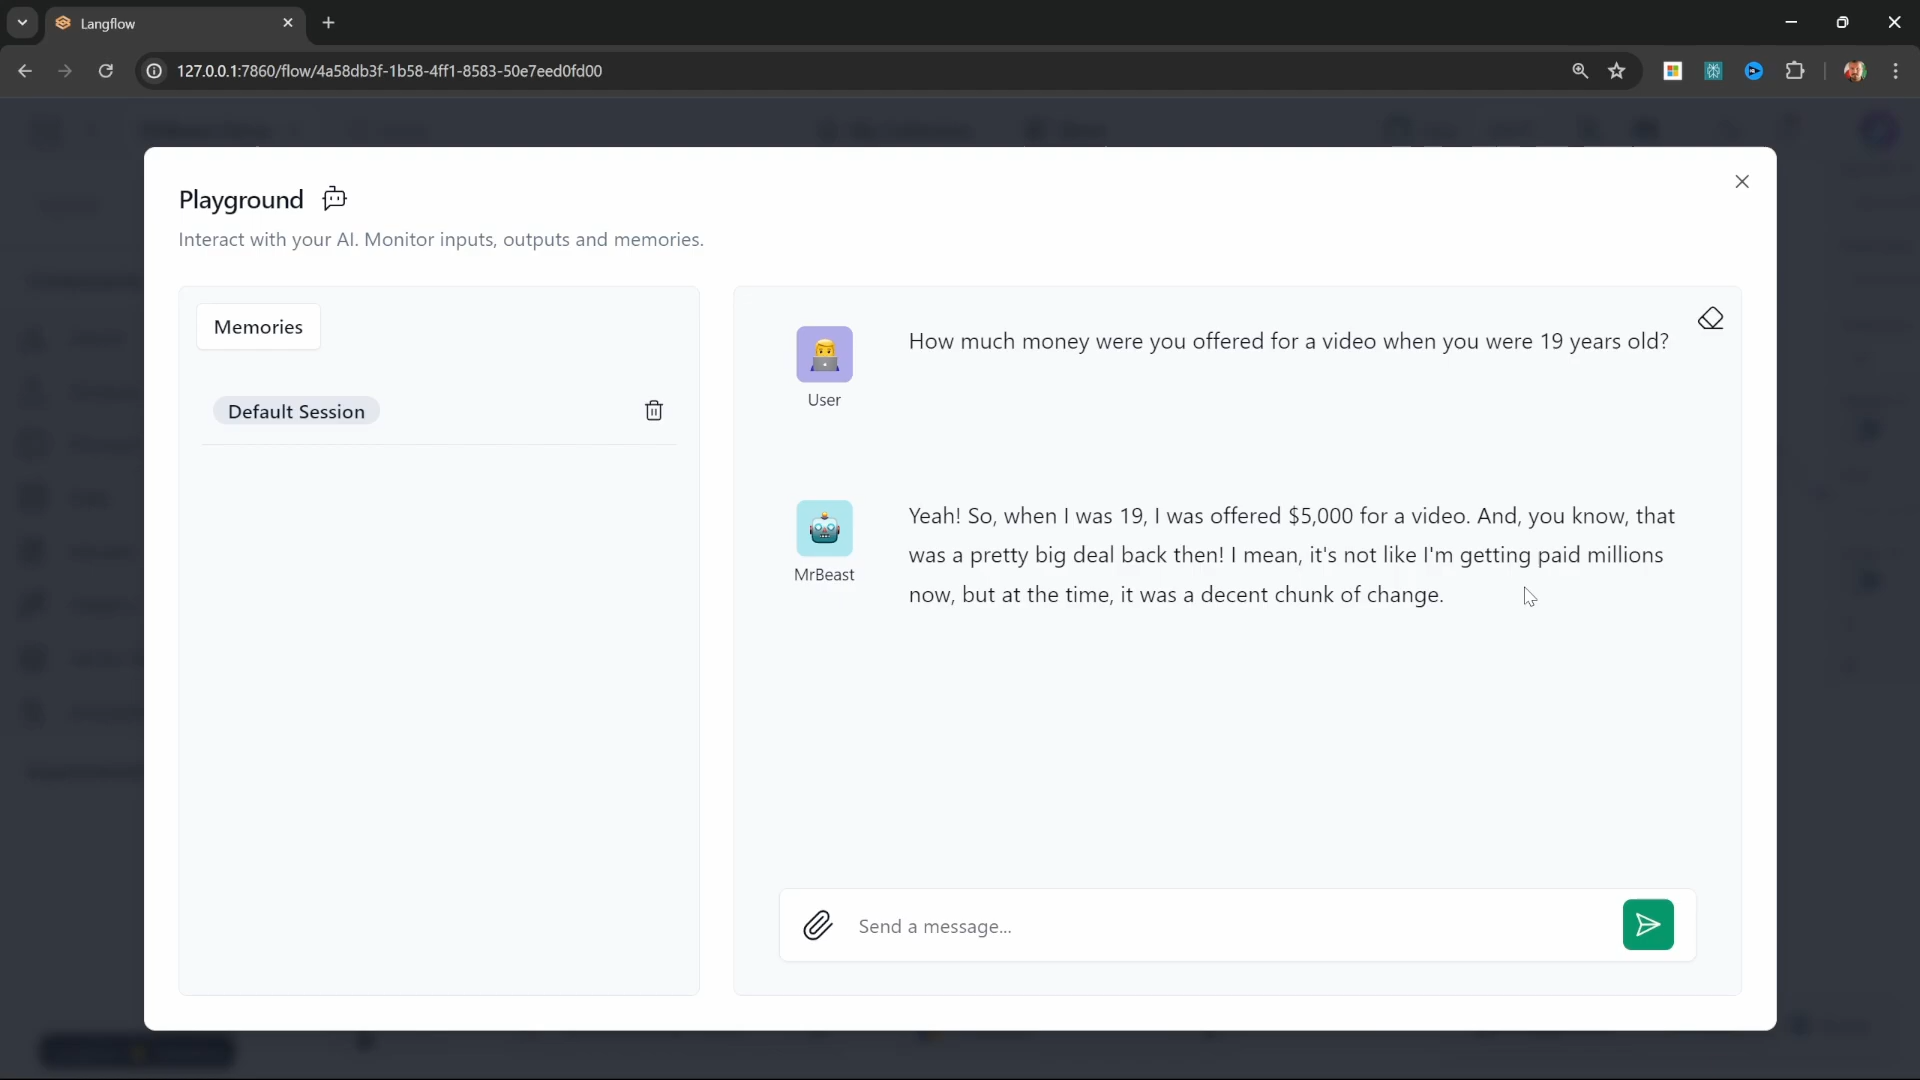 Langflow
127.0.0.1:7860/flow/4a58db3f-1b58-4ff1-8583-50e7eed0fd00
Playground
Interact with your AI. Monitor inputs, outputs and memories.
Memories
Default Session
How much money were you offered for a video when you were 19 years old?
User
Yeah! So, when I was 19, I was offered $5,000 for a video. And, you know, that
was a pretty big deal back then! I mean, it's not like I'm getting paid millions
now, but at the time, it was a decent chunk of change.
MrBeast
Send a message...